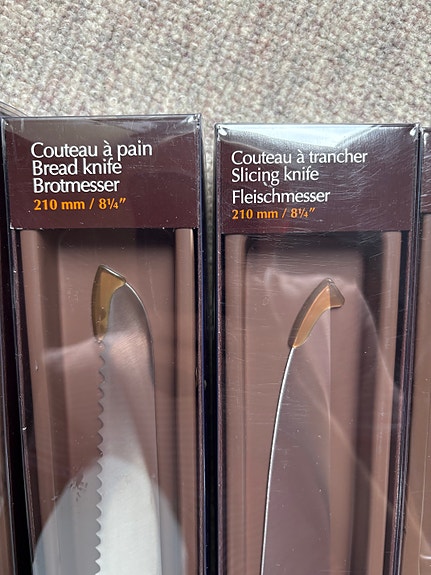 Couteau à pain
Bread knife
Brotmesser
210 mm / 8¼"
Couteau à trancher
Slicing knife
Fleischmesser
210 mm / 8¼"